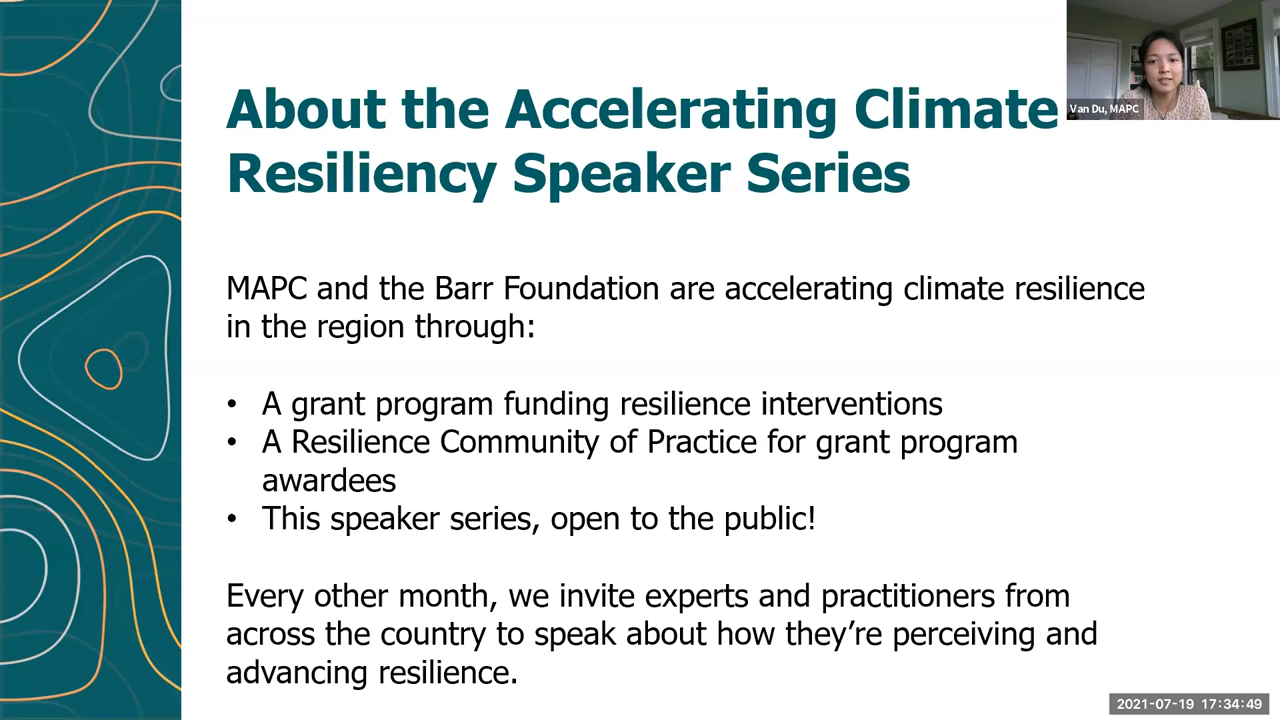 About the Accelerating Climate
Resiliency Speaker Series
Van Du, MAPC
MAPC and the Barr Foundation are accelerating climate resilience
in the region through:
• A grant program funding resilience interventions
• A Resilience Community of Practice for grant program
awardees
• This speaker series, open to the public!
Every other month, we invite experts and practitioners from
across the country to speak about how they’re perceiving and
advancing resilience.
2021-07-19 17:34:49